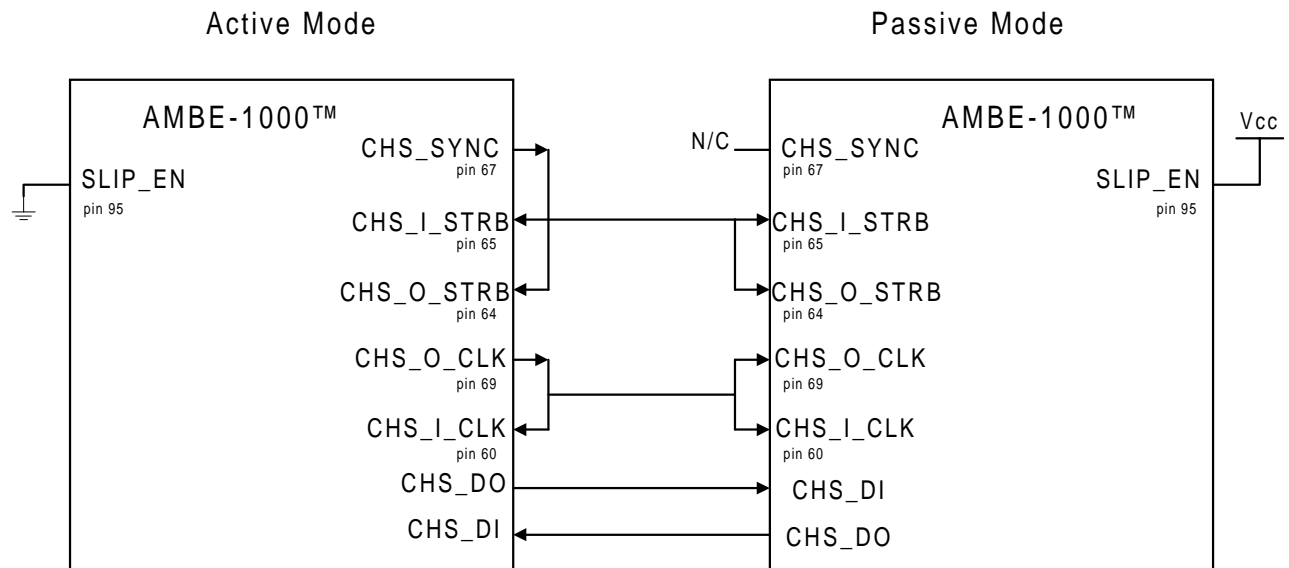 Active Mode
Passive Mode
AMBE-1000™
CHS_SYNC
pin 67
SLIP_EN
pin 95
CHS_I_STRB
pin 65
CHS_O_STRB
pin 64
CHS_O_CLK
pin 69
CHS_I_CLK
pin 60
CHS_DO
CHS_DI
AMBE-1000™
Vcc
N/C
CHS_SYNC
pin 67
SLIP_EN
pin 95
CHS_I_STRB
pin 65
CHS_O_STRB
pin 64
CHS_O_CLK
pin 69
CHS_I_CLK
pin 60
CHS_DI
CHS_DO